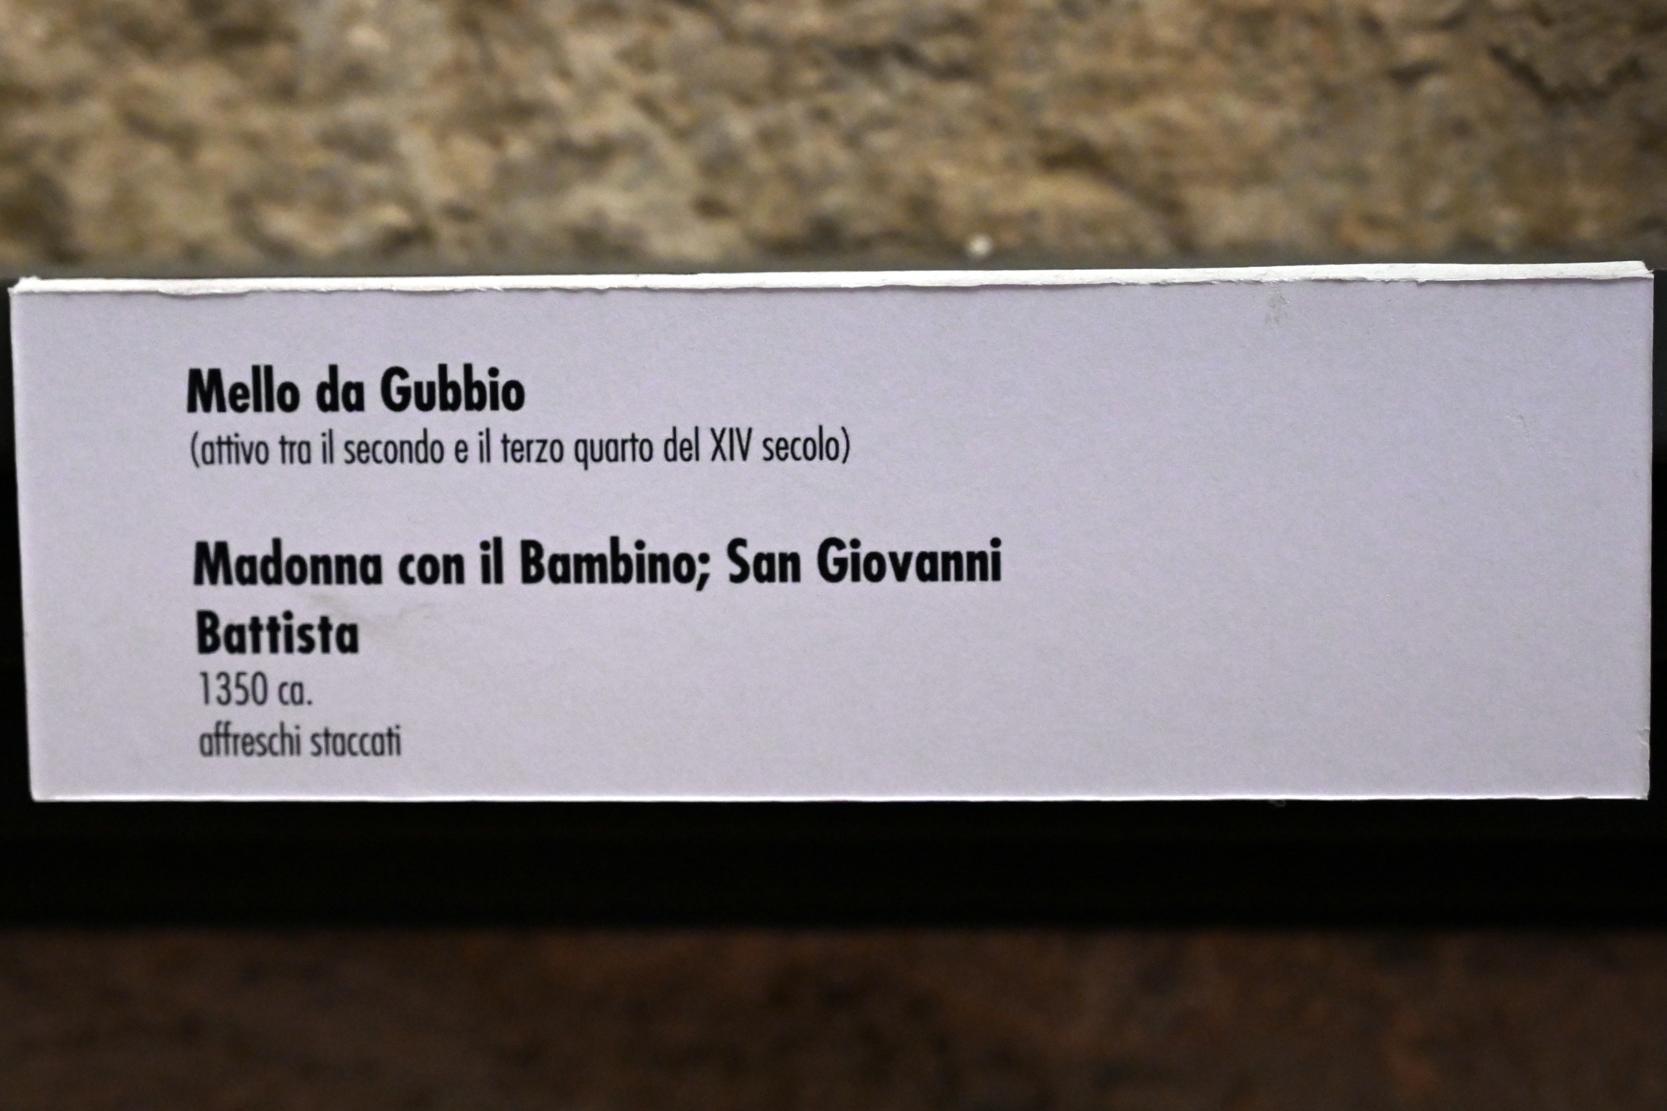 Mello da Gubbio
(attivo tra il secondo e il terzo quarto del XIV secolo)
Madonna con il Bambino; San Giovanni
Battista
1350 ca.
affreschi staccati